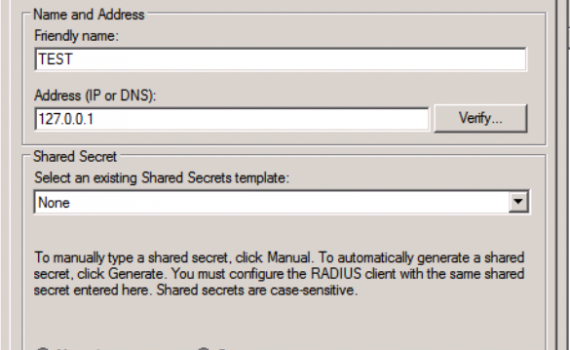 Name and Address
Friendly name:
TEST
Address (IP or DNS):
127.0.0.1
Verify...
Shared Secret
Select an existing Shared Secrets template:
None
To manually type a shared secret, click Manual. To automatically generate a shared
secret, click Generate. You must configure the RADIUS client with the same shared
secret entered here. Shared secrets are case-sensitive.